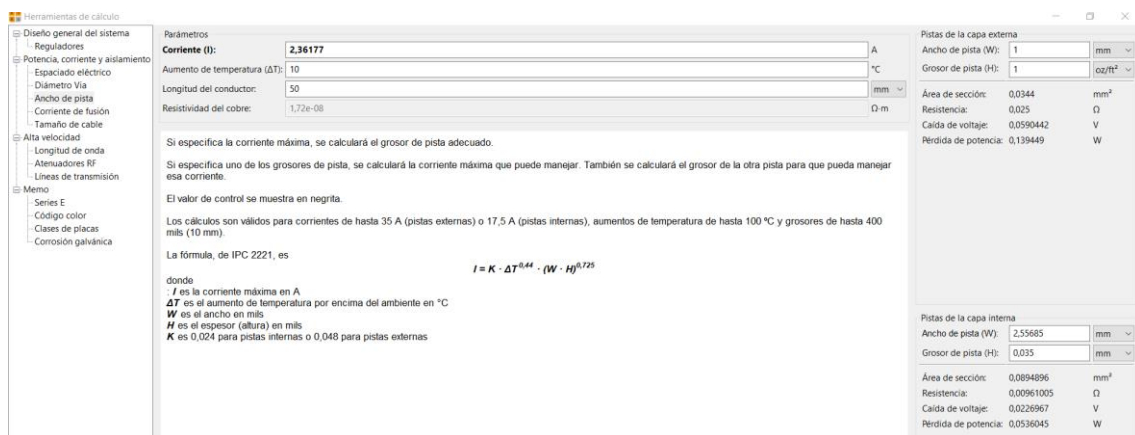 Herramientas de cálculo
Diseño general del sistema
Reguladores
Potencia, corriente y aislamiento
Espaciado eléctrico
Diámetro Via
Ancho de pista
Corriente de fusión
Tamaño de cable
Alta velocidad
Longitud de onda
Atenuadores RF
Líneas de transmisión
Memo
Series E
Código color
Clases de placas
Corrosión galvánica
Parámetros
Corriente (I): 2,36177 A
Aumento de temperatura (ΔT): 10 °C
Longitud del conductor: 50 mm
Resistividad del cobre: 1,72e-08 Ω·m
Si especifica la corriente máxima, se calculará el grosor de pista adecuado.
Si especifica uno de los grosores de pista, se calculará la corriente máxima que puede manejar. También se calculará el grosor de la otra pista para que pueda manejar
esa corriente.
El valor de control se muestra en negrita.
Los cálculos son válidos para corrientes de hasta 35 A (pistas externas) o 17,5 A (pistas internas), aumentos de temperatura de hasta 100 °C y grosores de hasta 400
mils (10 mm).
La fórmula, de IPC 2221, es
I = K · ΔT^0,44 · (W · H)^0,725
donde
: I es la corriente máxima en A
ΔT es el aumento de temperatura por encima del ambiente en °C
W es el ancho en mils
H es el espesor (altura) en mils
K es 0,024 para pistas internas o 0,048 para pistas externas
Pistas de la capa externa
Ancho de pista (W): 1 mm
Grosor de pista (H): 1 oz/ft²
Área de sección: 0,0344 mm²
Resistencia: 0,025 Ω
Caída de voltaje: 0,0590442 V
Pérdida de potencia: 0,139449 W
Pistas de la capa interna
Ancho de pista (W): 2,55685 mm
Grosor de pista (H): 0,035 mm
Área de sección: 0,0894896 mm²
Resistencia: 0,00961005 Ω
Caída de voltaje: 0,0226967 V
Pérdida de potencia: 0,0536045 W